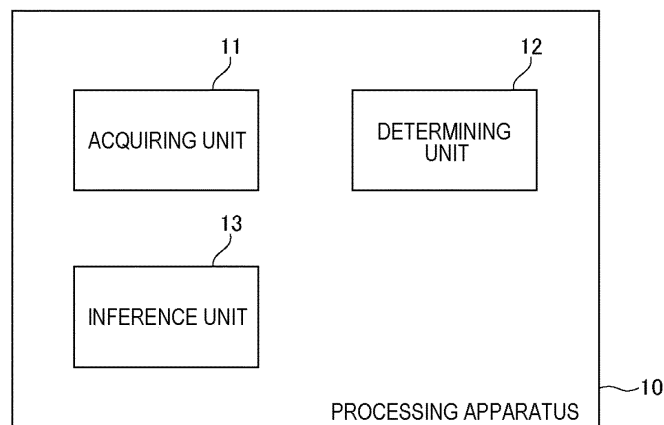 11
12
ACQUIRING UNIT
DETERMINING
UNIT
13
INFERENCE UNIT
10
PROCESSING APPARATUS